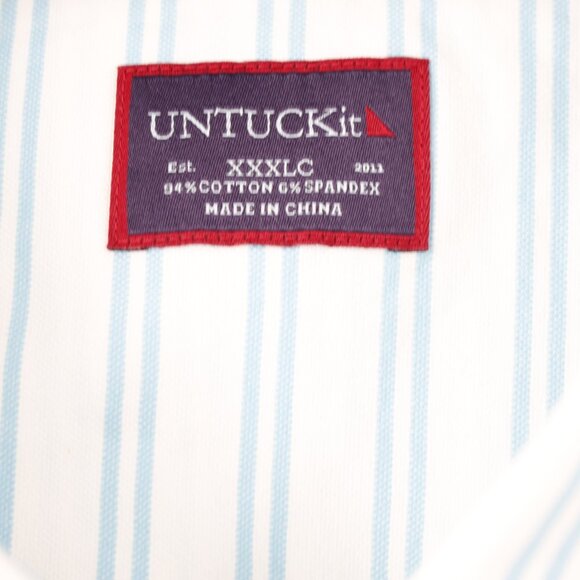 UNTUCKit
Est. XXXLC 2011
94% COTTON 6% SPANDEX
MADE IN CHINA